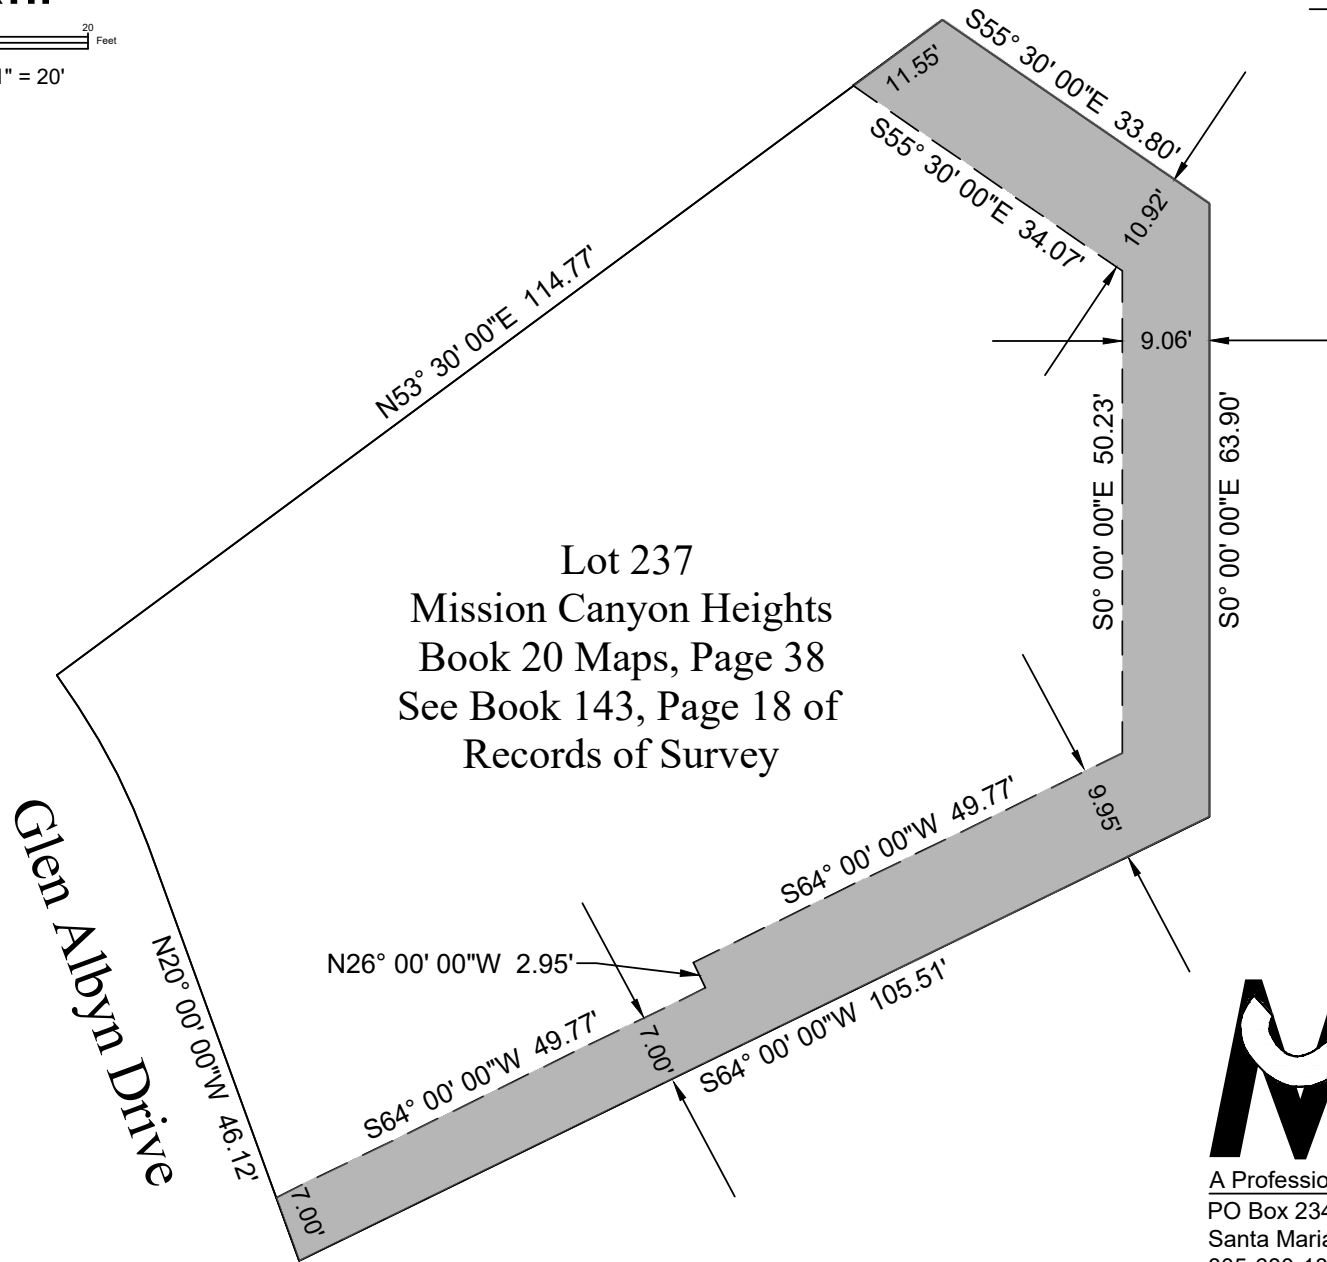 20
Feet
1" = 20'
11.55'
S55° 30' 00"E 33.80'
S55° 30' 00"E 34.07'
10.92'
N53° 30' 00"E 114.77'
9.06'
S0° 00' 00"E 50.23'
S0° 00' 00"E 63.90'
Lot 237
Mission Canyon Heights
Book 20 Maps, Page 38
See Book 143, Page 18 of
Records of Survey
S64° 00' 00"W 49.77'
9.95'
Glen Albyn Drive
N20° 00' 00"W 46.12'
N26° 00' 00"W 2.95'
S64° 00' 00"W 49.77'
7.00'
S64° 00' 00"W 105.51'
7.00'
A Professio
PO Box 234
Santa Maria